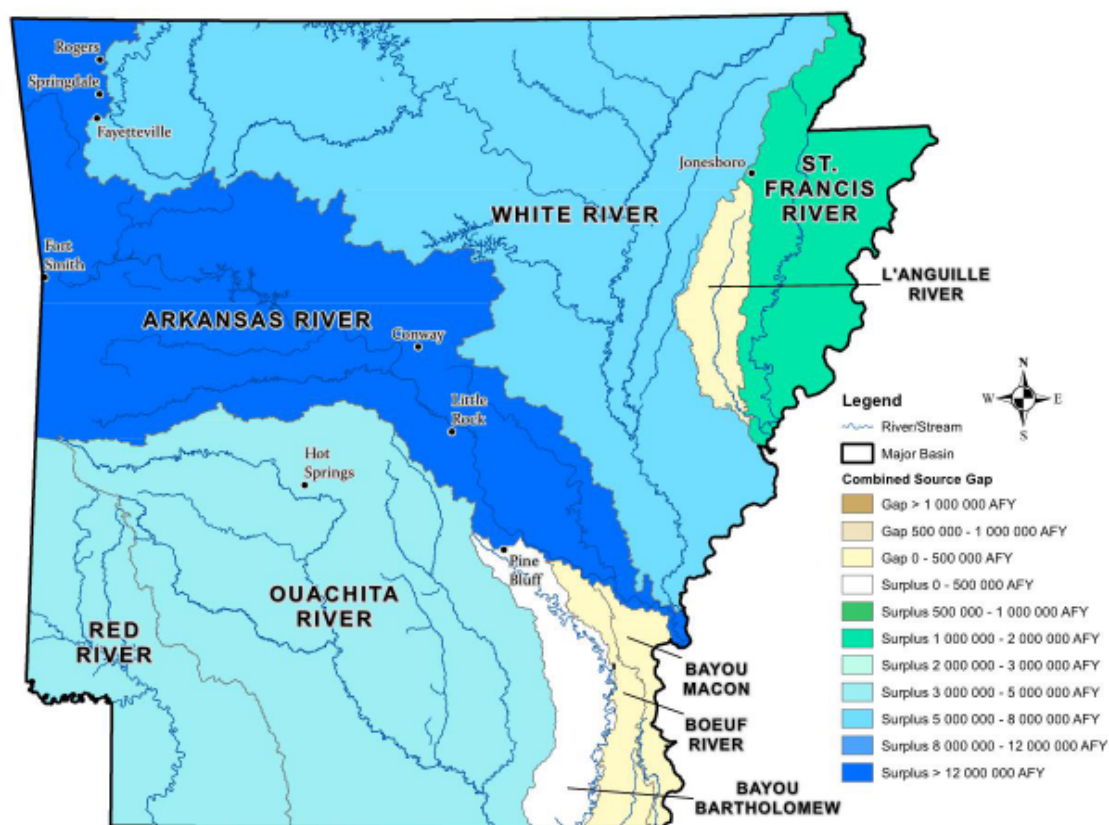 Rogers
Springdale
Fayetteville
Jonesboro
ST.
FRANCIS
RIVER
WHITE RIVER
Fort
Smith
L'ANGUILLE
RIVER
ARKANSAS RIVER
Conway
Little
Rock
Hot
Springs
Pine
Bluff
OUACHITA
RIVER
RED
RIVER
BAYOU
MACON
BOEUF
RIVER
BAYOU
BARTHOLOMEW
N
W
E
S
Legend
River/Stream
Major Basin
Combined Source Gap
Gap > 1 000 000 AFY
Gap 500 000 - 1 000 000 AFY
Gap 0 - 500 000 AFY
Surplus 0 - 500 000 AFY
Surplus 500 000 - 1 000 000 AFY
Surplus 1 000 000 - 2 000 000 AFY
Surplus 2 000 000 - 3 000 000 AFY
Surplus 3 000 000 - 5 000 000 AFY
Surplus 5 000 000 - 8 000 000 AFY
Surplus 8 000 000 - 12 000 000 AFY
Surplus > 12 000 000 AFY